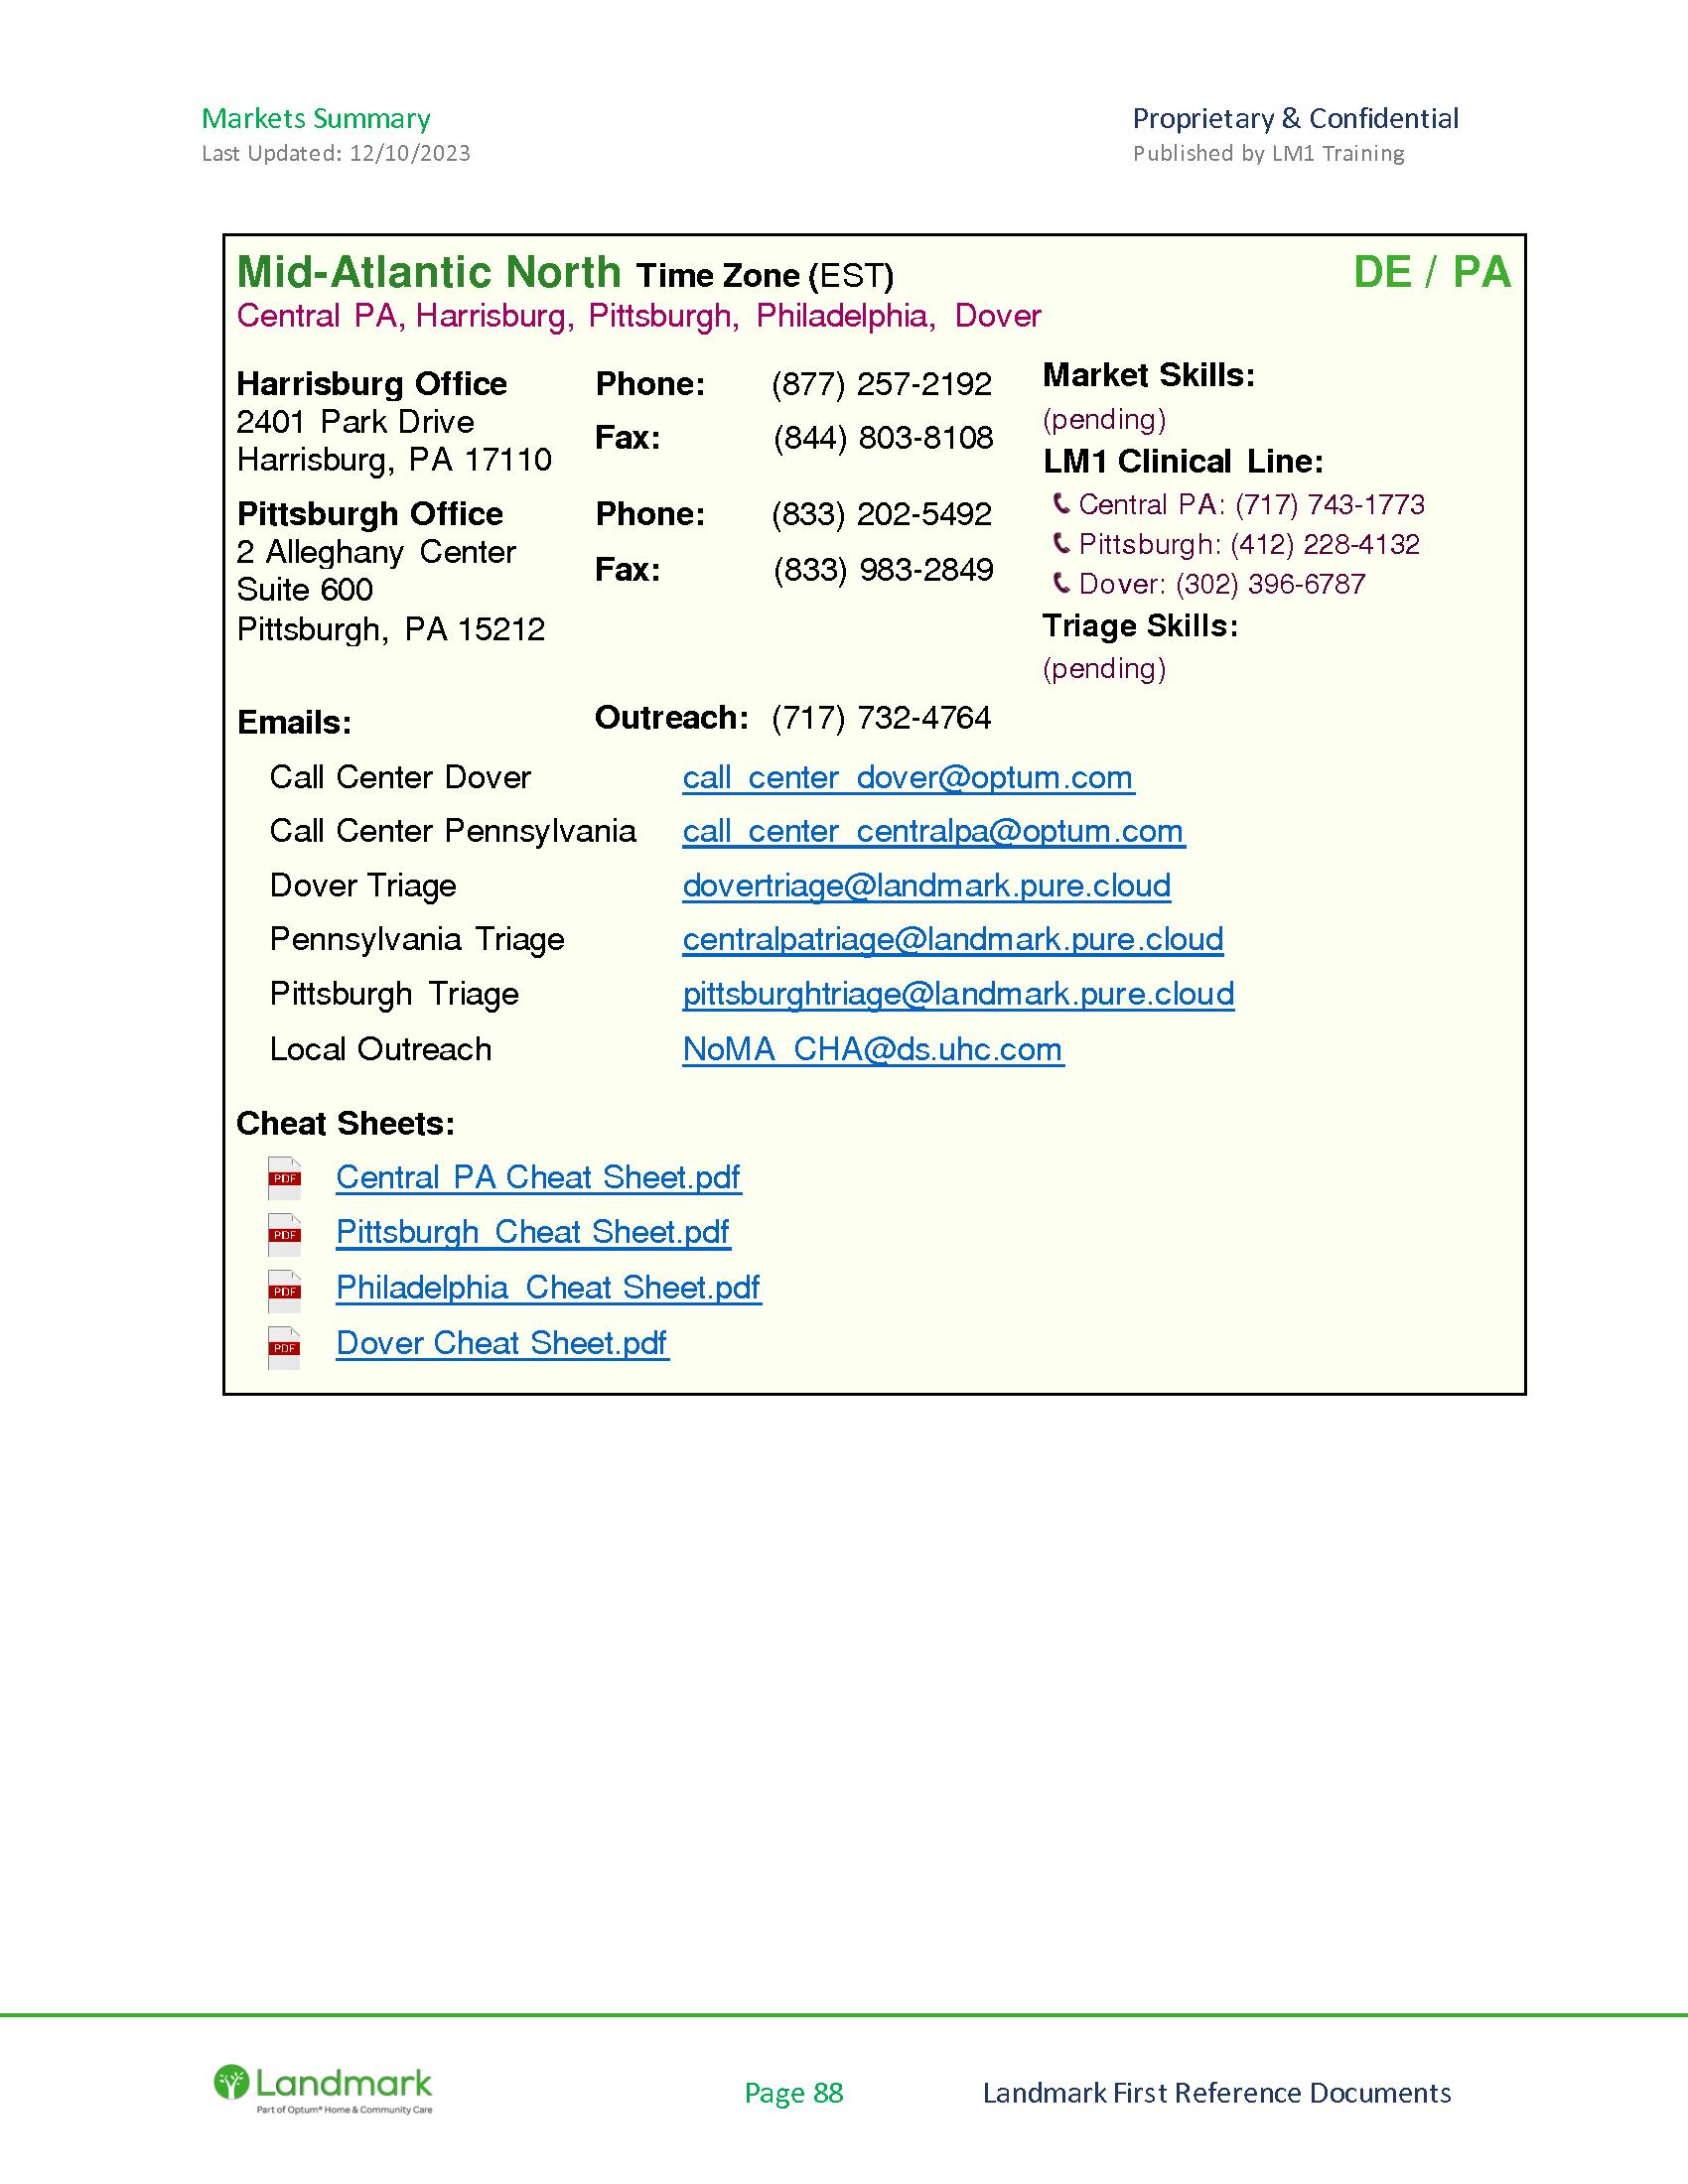 Markets Summary
Last Updated: 12/10/2023
Proprietary & Confidential
Published by LM1 Training
Mid-Atlantic North Time Zone (EST)
DE / PA
Central PA, Harrisburg, Pittsburgh, Philadelphia, Dover
Harrisburg Office
2401 Park Drive
Harrisburg, PA 17110
Phone: (877) 257-2192
Fax: (844) 803-8108
Pittsburgh Office
2 Alleghany Center
Suite 600
Pittsburgh, PA 15212
Phone: (833) 202-5492
Fax: (833) 983-2849
Market Skills:
(pending)
LM1 Clinical Line:
Central PA: (717) 743-1773
Pittsburgh: (412) 228-4132
Dover: (302) 396-6787
Triage Skills:
(pending)
Emails:
Outreach: (717) 732-4764
Call Center Dover call_center_dover@optum.com
Call Center Pennsylvania call_center_centralpa@optum.com
Dover Triage dovertriage@landmark.pure.cloud
Pennsylvania Triage centralpatriage@landmark.pure.cloud
Pittsburgh Triage pittsburghtriage@landmark.pure.cloud
Local Outreach NoMA_CHA@ds.uhc.com
Cheat Sheets:
PDF Central PA Cheat Sheet.pdf
PDF Pittsburgh Cheat Sheet.pdf
PDF Philadelphia Cheat Sheet.pdf
PDF Dover Cheat Sheet.pdf
Landmark
Part of Optum® Home & Community Care
Page 88
Landmark First Reference Documents